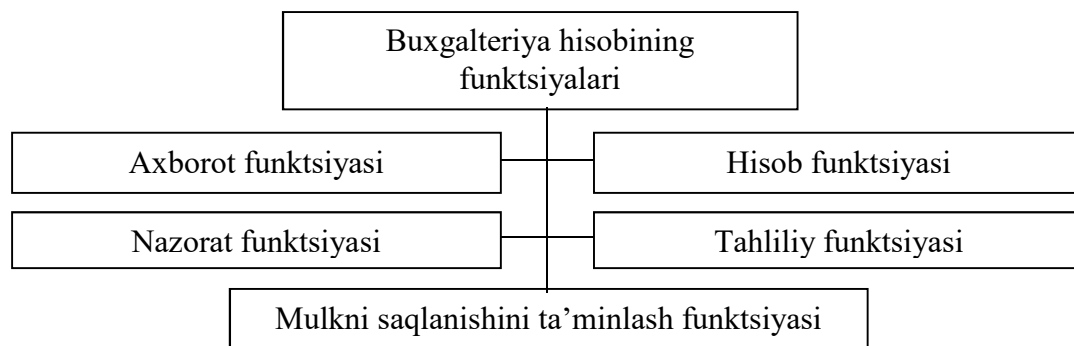 Buxgalteriya hisobining
funktsiyalari
Axborot funktsiyasi
Hisob funktsiyasi
Nazorat funktsiyasi
Tahliliy funktsiyasi
Mulkni saqlanishini ta’minlash funktsiyasi